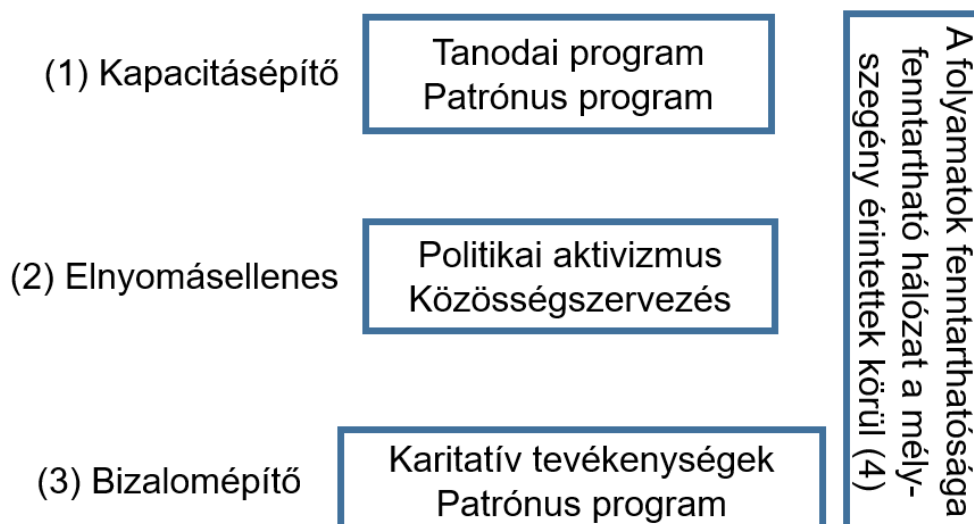 (1) Kapacitásépítő
Tanodai program
Patrónus program
(2) Elnyomásellenes
Politikai aktivizmus
Közösségszervezés
(3) Bizalomépítő
Karitatív tevékenységek
Patrónus program
A folyamatok fenntarthatósága
fenntartható hálózat a mély-
szegény érintettek körül (4)